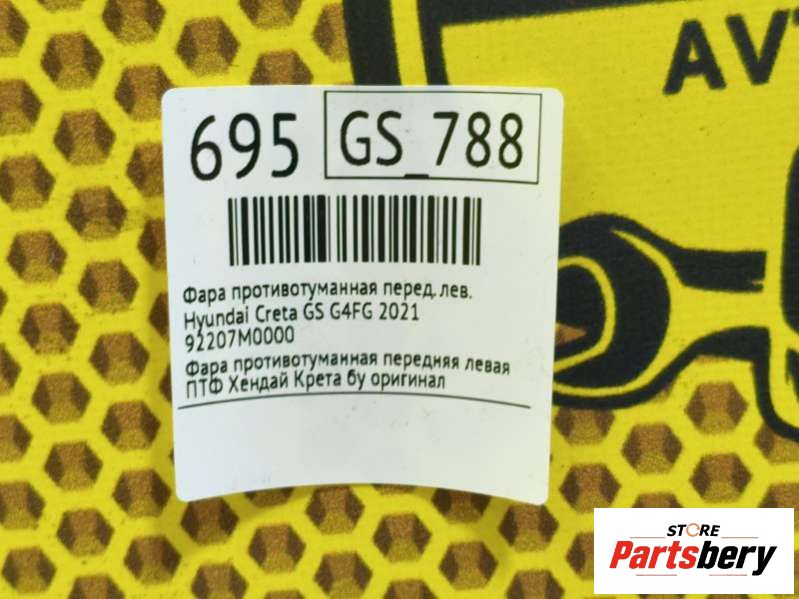 AVT
695 GS_788
Фара противотуманная перед. лев.
Hyundai Creta GS G4FG 2021
92207M0000
Фара противотуманная передняя левая
ПТФ Хендай Крета бу оригинал
STORE
Partsbery